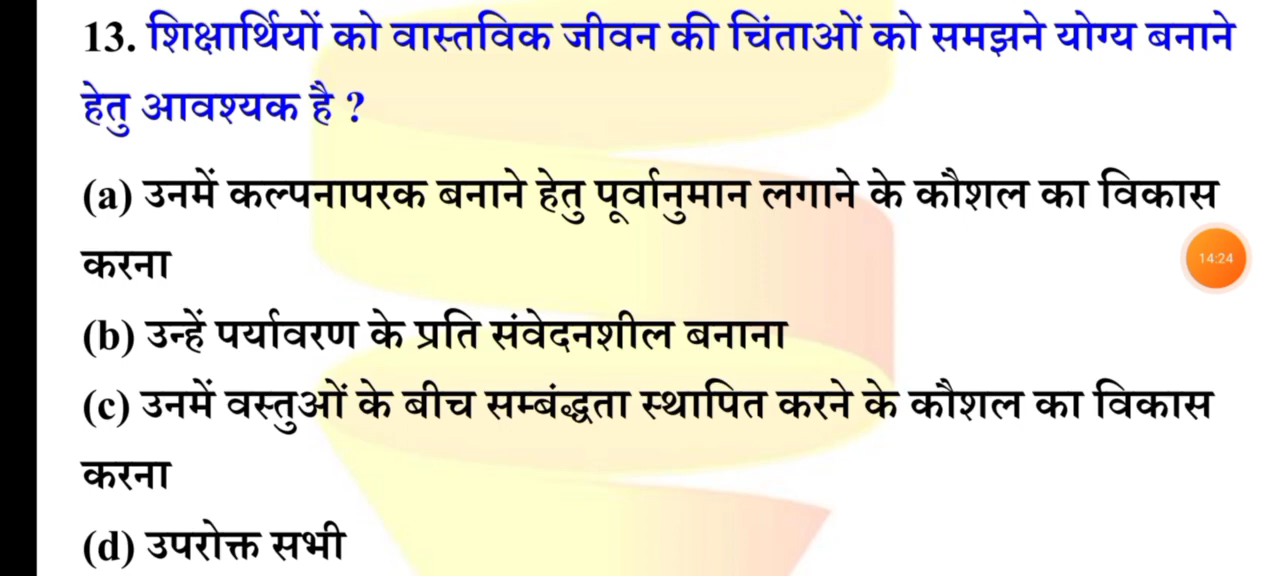 13. शिक्षार्थियों को वास्तविक जीवन की चिंताओं को समझने योग्य बनाने
हेतु आवश्यक है ?
(a) उनमें कल्पनापरक बनाने हेतु पूर्वानुमान लगाने के कौशल का विकास
करना
14:24
(b) उन्हें पर्यावरण के प्रति संवेदनशील बनाना
(c) उनमें वस्तुओं के बीच सम्बंद्धता स्थापित करने के कौशल का विकास
करना
(d) उपरोक्त सभी